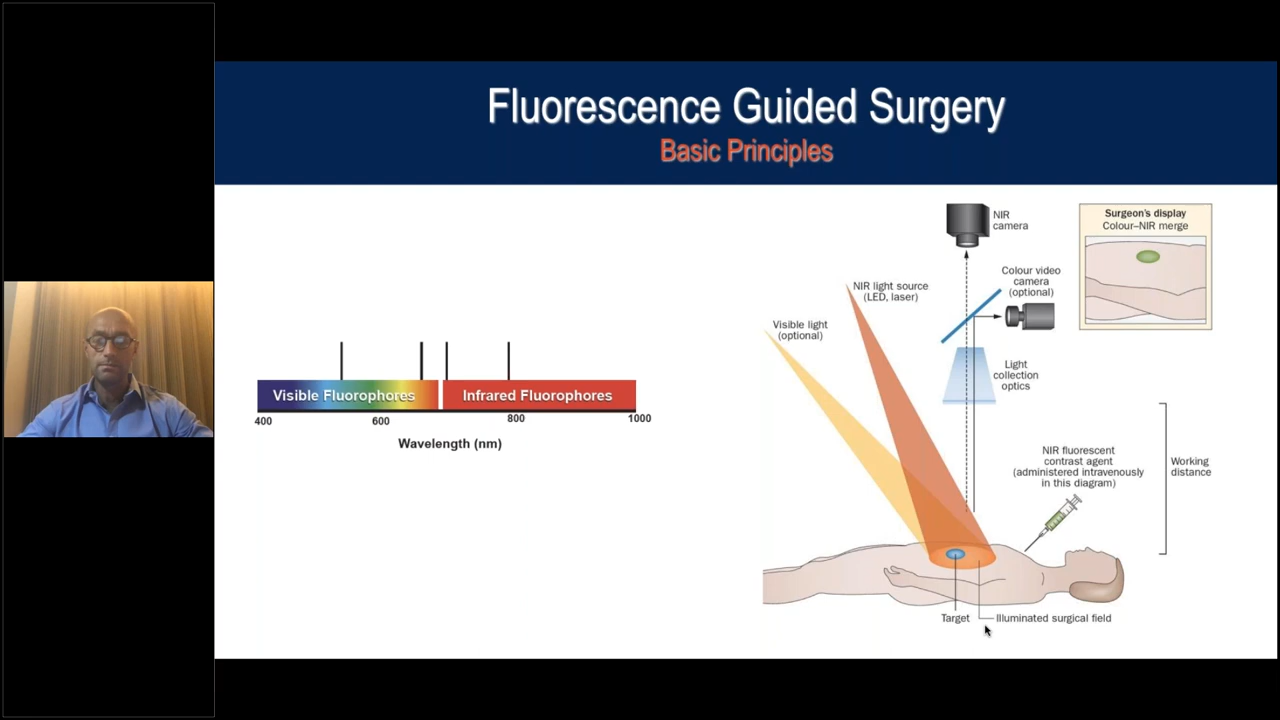 Fluorescence Guided Surgery
Basic Principles
Visible Fluorophores
Infrared Fluorophores
400
600
800
1000
Wavelength (nm)
NIR
camera
Surgeon's display
Colour–NIR merge
Colour video
camera
(optional)
NIR light source
(LED, laser)
Visible light
(optional)
Light
collection
optics
NIR fluorescent
contrast agent
(administered intravenously
in this diagram)
Working
distance
Target
Illuminated surgical field